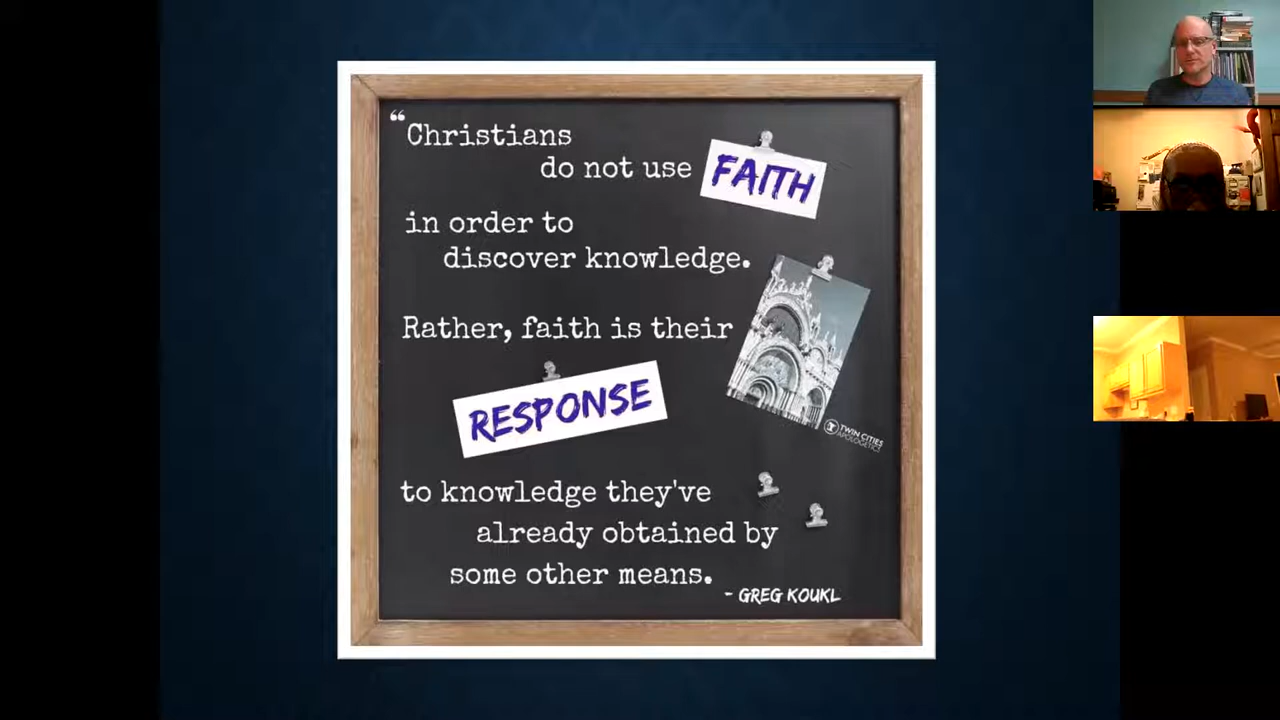 “Christians
do not use FAITH
in order to
discover knowledge.
Rather, faith is their
RESPONSE
to knowledge they've
already obtained by
some other means.
- GREG KOUKL
TWIN CITIES
APOLOGETICS